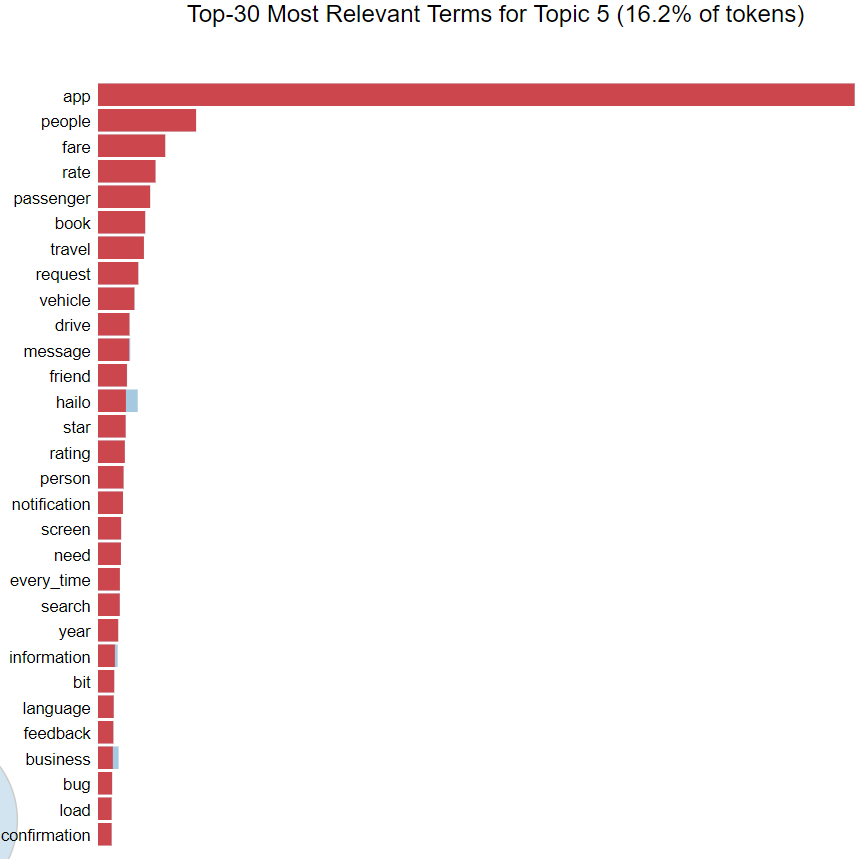 Top-30 Most Relevant Terms for Topic 5 (16.2% of tokens)
app
people
fare
rate
passenger
book
travel
request
vehicle
drive
message
friend
hailo
star
rating
person
notification
screen
need
every_time
search
year
information
bit
language
feedback
business
bug
load
confirmation